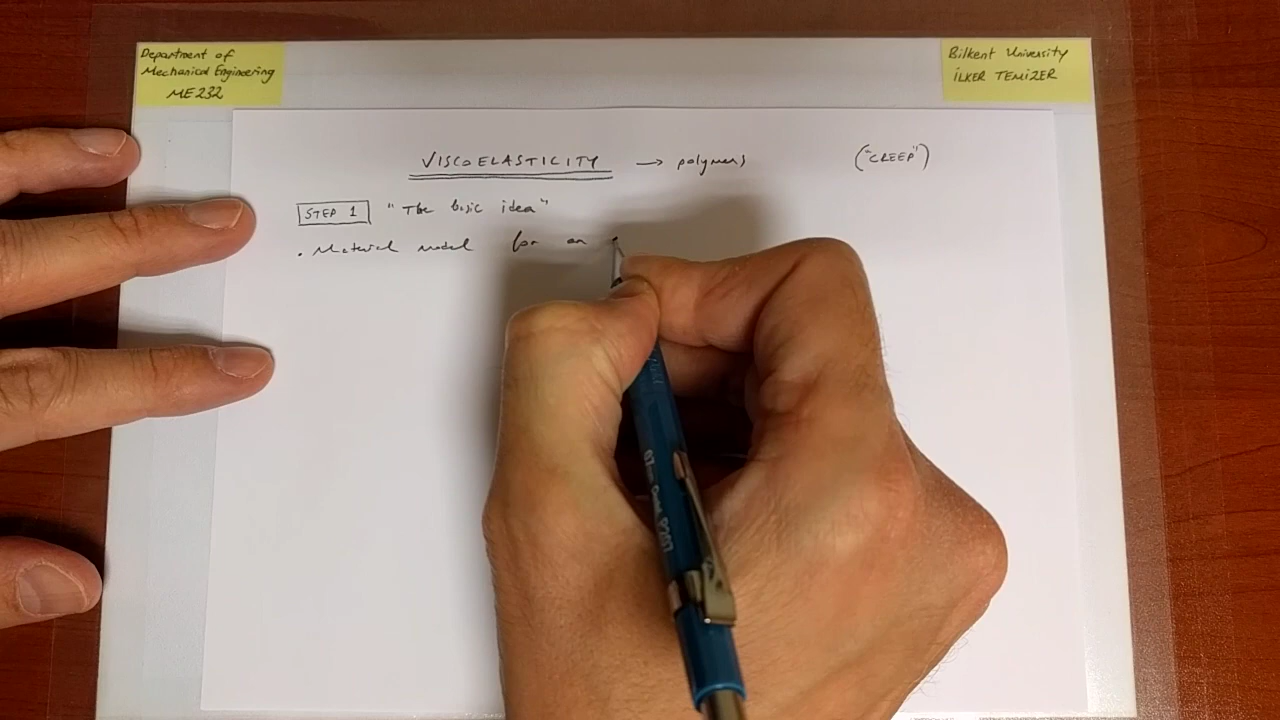 Department of
Mechanical Engineering
ME232
Bilkent University
İLKER TEMİZER
VISCOELASTICITY → polymers
("CREEP")
STEP 1 "The basic idea"
. Material model for an